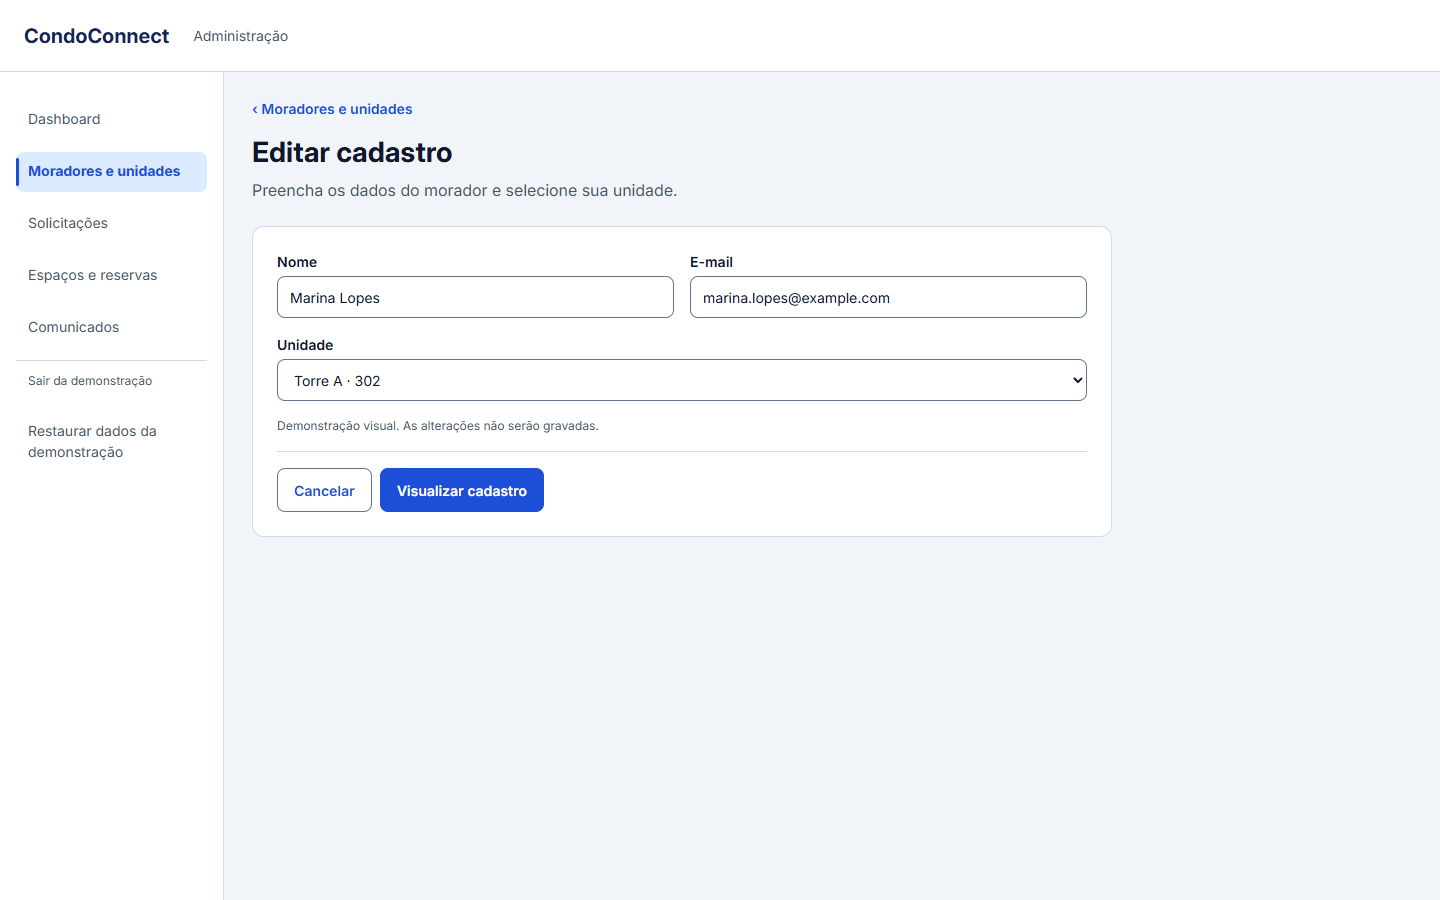 CondoConnect
Administração
Dashboard
Moradores e unidades
Solicitações
Espaços e reservas
Comunicados
Sair da demonstração
Restaurar dados da
demonstração
‹ Moradores e unidades
Editar cadastro
Preencha os dados do morador e selecione sua unidade.
Nome
Marina Lopes
E-mail
marina.lopes@example.com
Unidade
Torre A · 302
Demonstração visual. As alterações não serão gravadas.
Cancelar
Visualizar cadastro